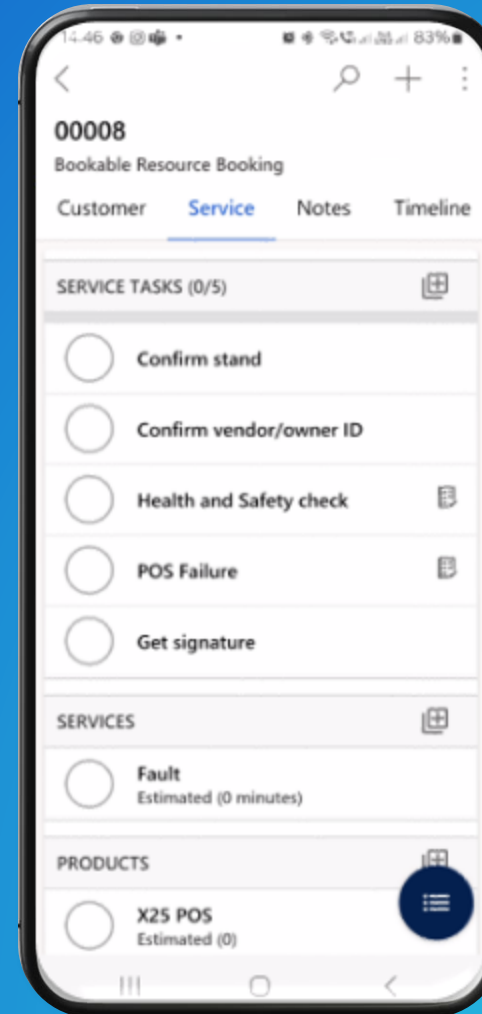 14.46
83%
00008
Bookable Resource Booking
Customer Service Notes Timeline
SERVICE TASKS (0/5)
Confirm stand
Confirm vendor/owner ID
Health and Safety check
POS Failure
Get signature
SERVICES
Fault
Estimated (0 minutes)
PRODUCTS
X25 POS
Estimated (0)